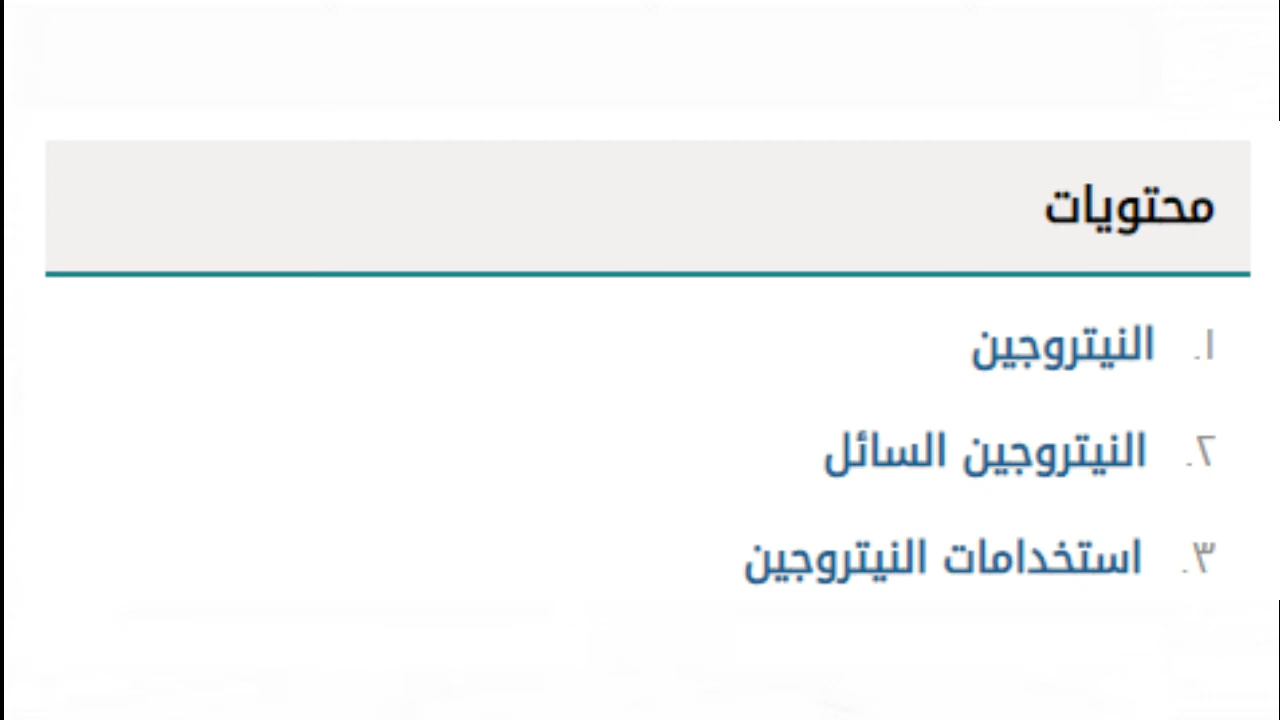 محتويات
١. النيتروجين
٢. النيتروجين السائل
٣. استخدامات النيتروجين